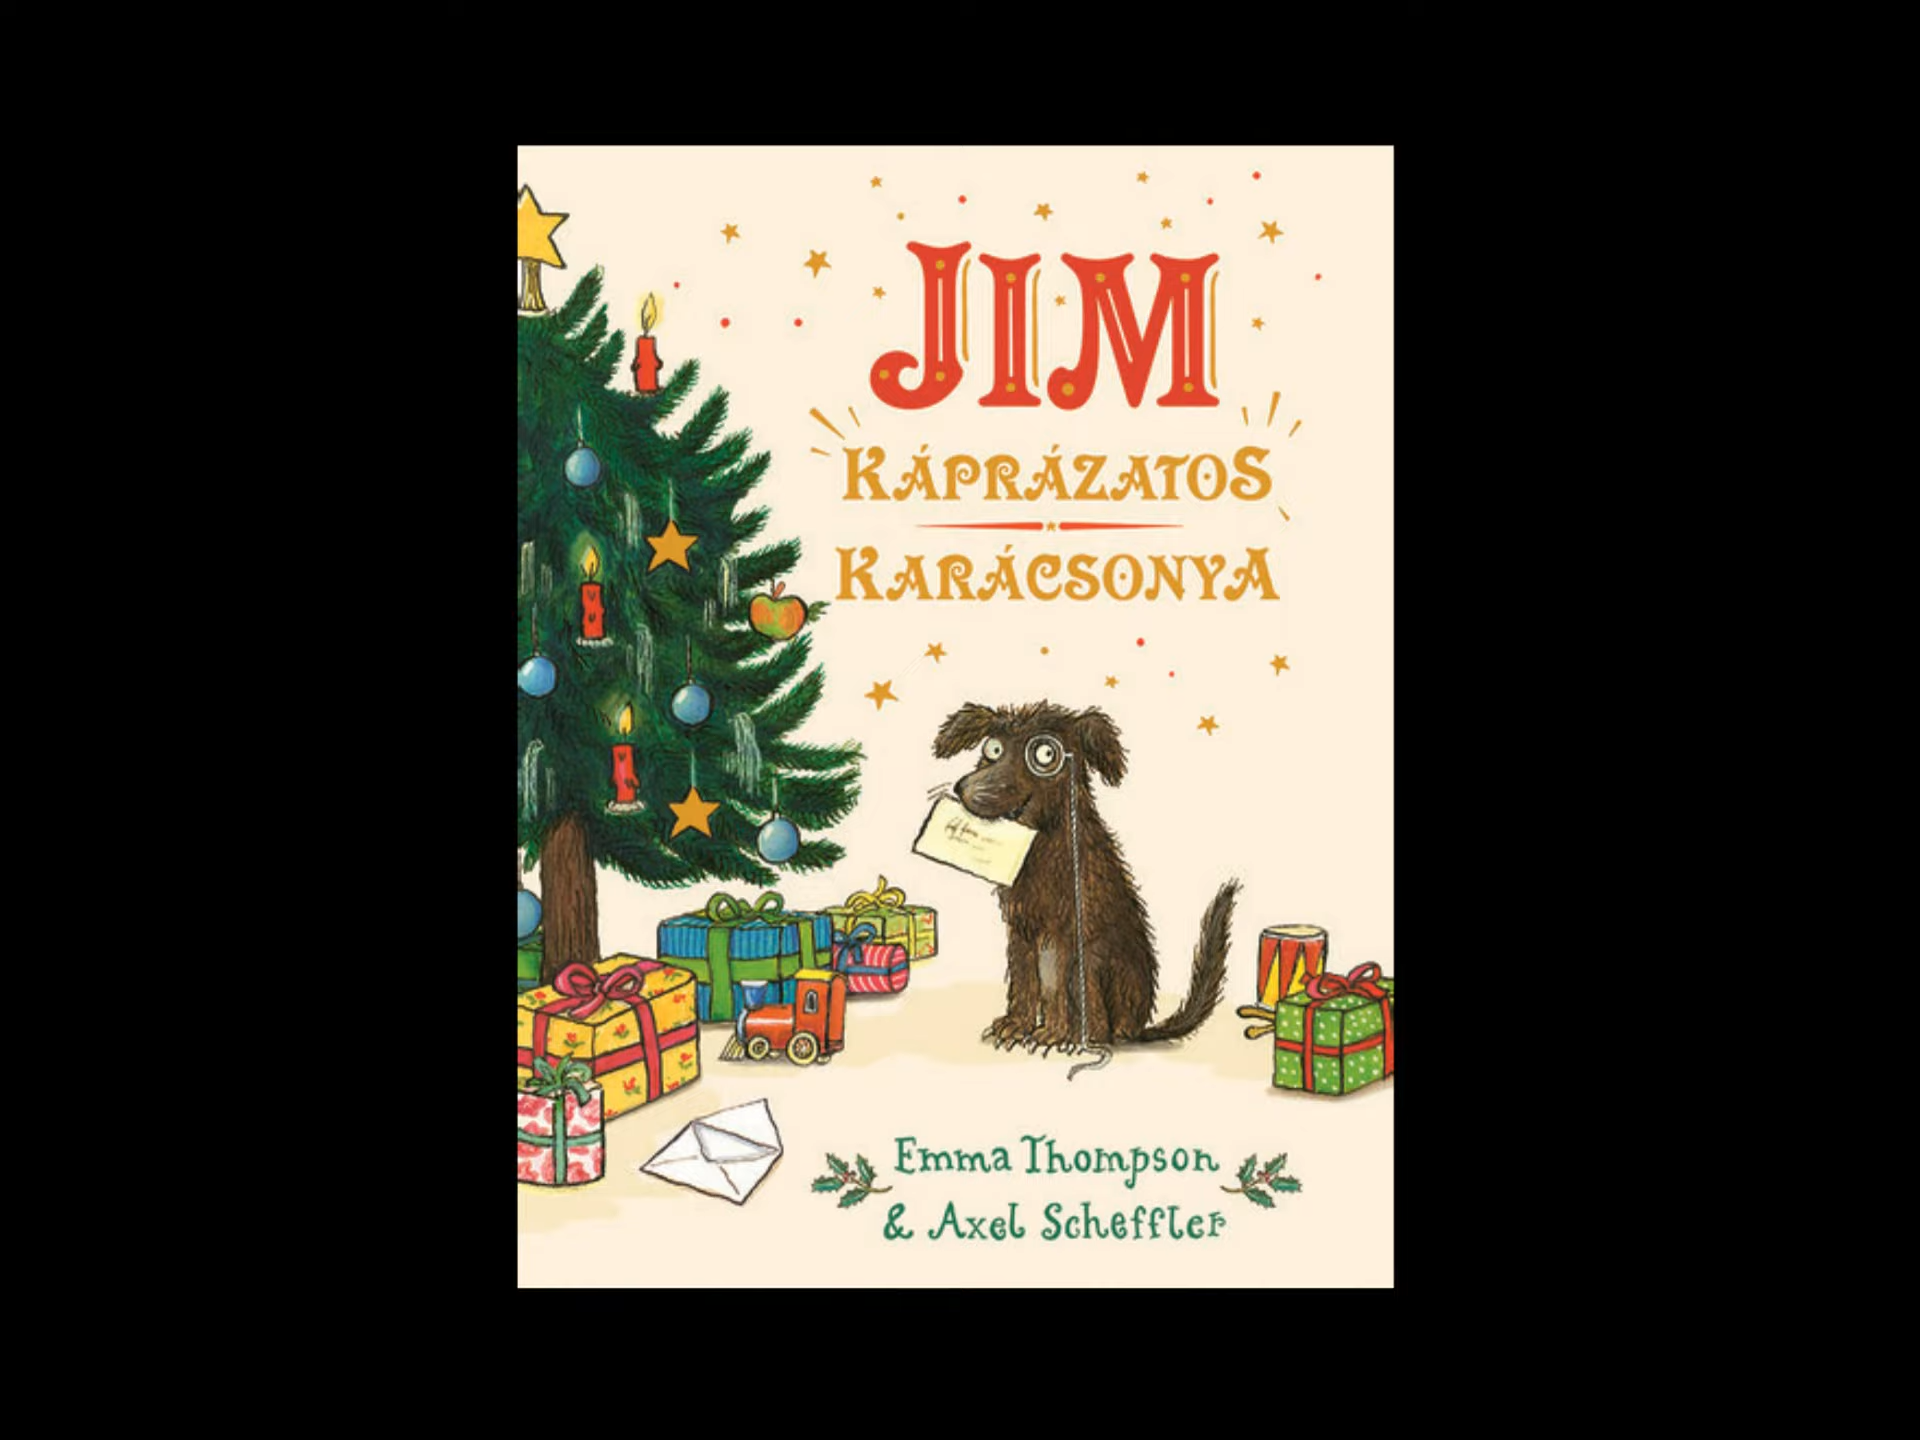 JIM
KÁPRÁZATOS
KARÁCSONYA
Emma Thompson
& Axel Scheffler